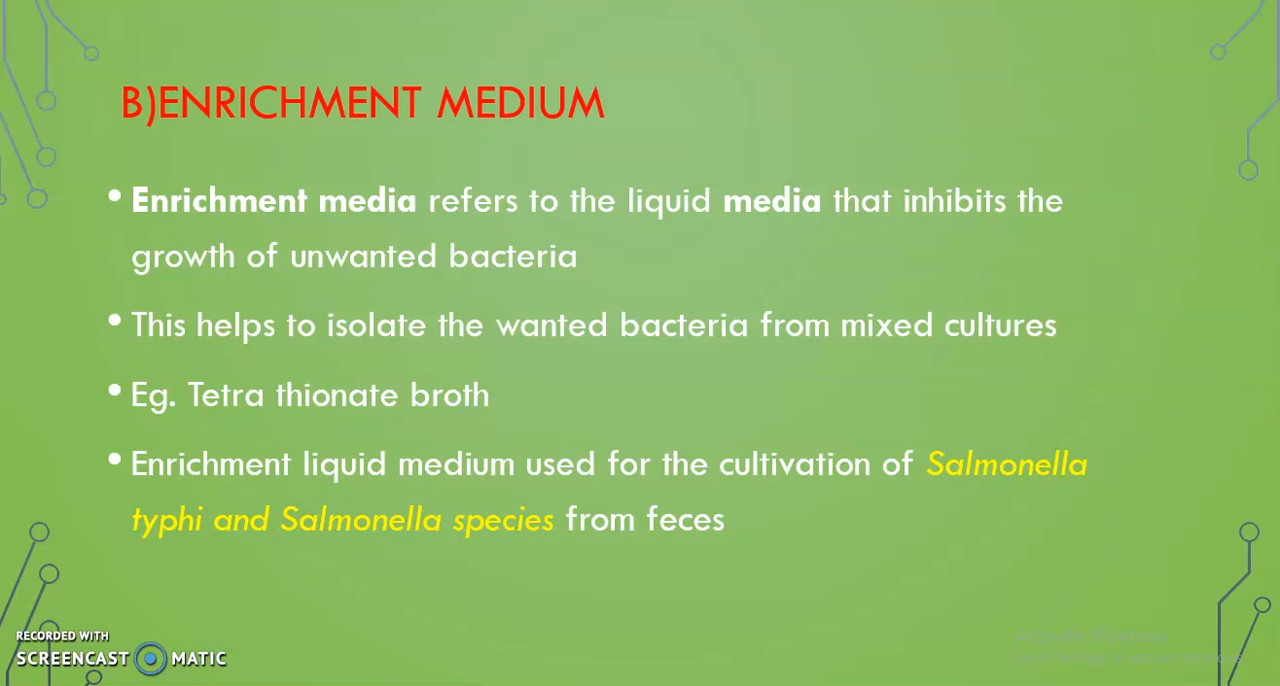 B)ENRICHMENT MEDIUM
• Enrichment media refers to the liquid media that inhibits the
growth of unwanted bacteria
• This helps to isolate the wanted bacteria from mixed cultures
• Eg. Tetra thionate broth
• Enrichment liquid medium used for the cultivation of Salmonella
typhi and Salmonella species from feces
RECORDED WITH
SCREENCAST MATIC
Activate Windows